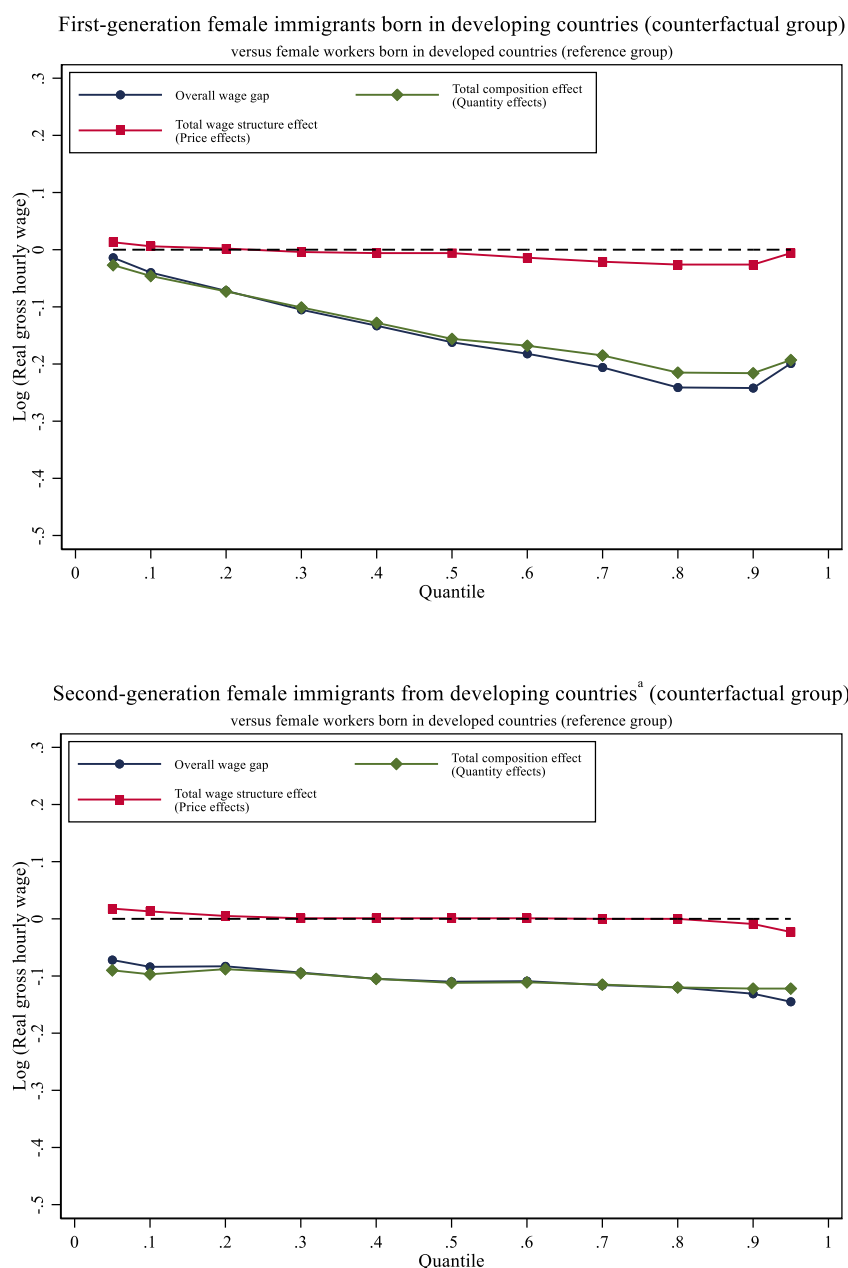 First-generation female immigrants born in developing countries (counterfactual group)
versus female workers born in developed countries (reference group)
Overall wage gap
Total composition effect
(Quantity effects)
Total wage structure effect
(Price effects)
Log (Real gross hourly wage)
.3
.2
.1
0
-.1
-.2
-.3
-.4
-.5
0 .1 .2 .3 .4 .5 .6 .7 .8 .9 1
Quantile
Second-generation female immigrants from developing countriesᵃ (counterfactual group)
versus female workers born in developed countries (reference group)
Overall wage gap
Total composition effect
(Quantity effects)
Total wage structure effect
(Price effects)
Log (Real gross hourly wage)
.3
.2
.1
0
-.1
-.2
-.3
-.4
-.5
0 .1 .2 .3 .4 .5 .6 .7 .8 .9 1
Quantile